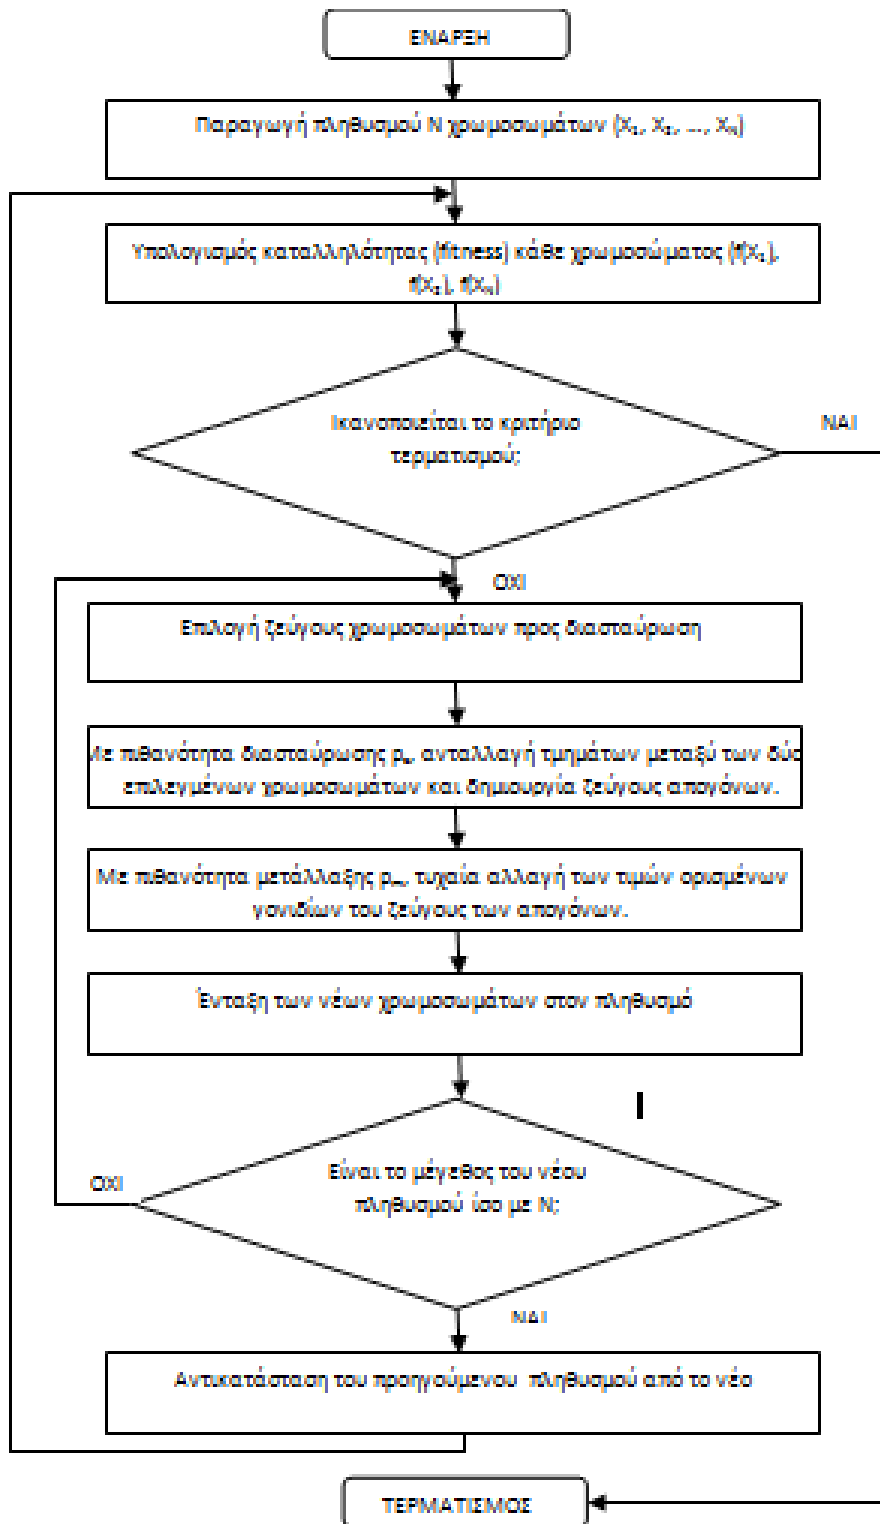 ΕΝΑΡΞΗ
Παραγωγή πληθυσμού Ν χρωμοσωμάτων (X₁, X₂, ..., Xₙ)
Υπολογισμός καταλληλότητας (fitness) κάθε χρωμοσώματος (f(X₁),
f(X₂), f(Xₙ)
Ικανοποιείται το κριτήριο
τερματισμού;
ΝΑΙ
ΟΧΙ
Επιλογή ζεύγους χρωμοσωμάτων προς διασταύρωση
Με πιθανότητα διασταύρωσης ανταλλαγή τμημάτων μεταξύ των δύο
επιλεγμένων χρωμοσωμάτων και δημιουργία ζεύγους απογόνων.
Με πιθανότητα μετάλλαξης pₘ, τυχαία αλλαγή των τιμών ορισμένων
γονιδίων του ζεύγους των απογόνων.
Ένταξη των νέων χρωμοσωμάτων στον πληθυσμό
Είναι το μέγεθος του νέου
πληθυσμού ίσο με Ν;
ΟΧΙ
ΝΑΙ
Αντικατάσταση του προηγούμενου πληθυσμού από το νέο
ΤΕΡΜΑΤΙΣΜΟΣ